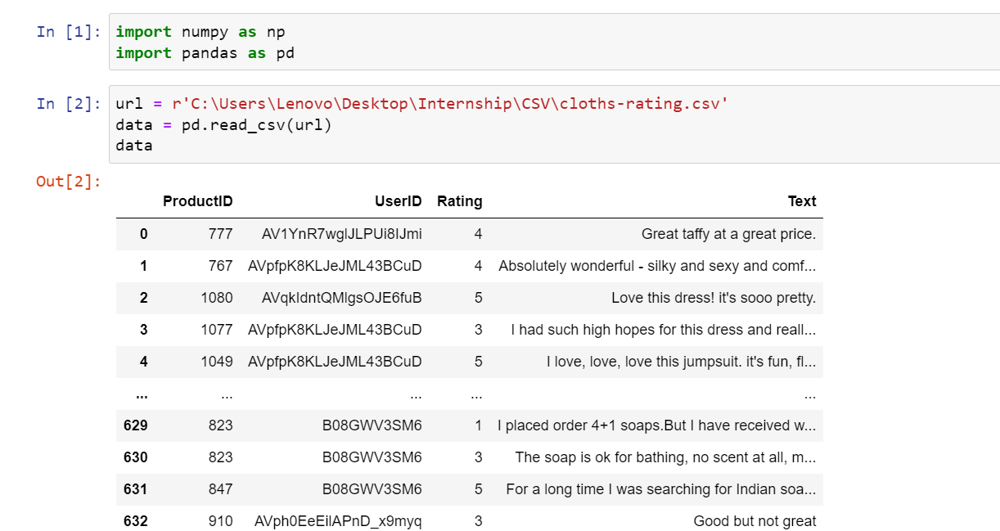 In [1]: import numpy as np
import pandas as pd
In [2]: url = r'C:\Users\Lenovo\Desktop\Internship\CSV\cloths-rating.csv'
data = pd.read_csv(url)
data
Out[2]:
ProductID UserID Rating Text
0 777 AV1YnR7wglJLPUi8IJmi 4 Great taffy at a great price.
1 767 AVpfpK8KLJeJML43BCuD 4 Absolutely wonderful - silky and sexy and comf...
2 1080 AVqkIdntQMlgsOJE6fuB 5 Love this dress! it's sooo pretty.
3 1077 AVpfpK8KLJeJML43BCuD 3 I had such high hopes for this dress and reall...
4 1049 AVpfpK8KLJeJML43BCuD 5 I love, love, love this jumpsuit. it's fun, fl...
... ... ... ... ...
629 823 B08GWV3SM6 1 I placed order 4+1 soaps.But I have received w...
630 823 B08GWV3SM6 3 The soap is ok for bathing, no scent at all, m...
631 847 B08GWV3SM6 5 For a long time I was searching for Indian soa...
632 910 AVph0EeEilAPnD_x9myq 3 Good but not great